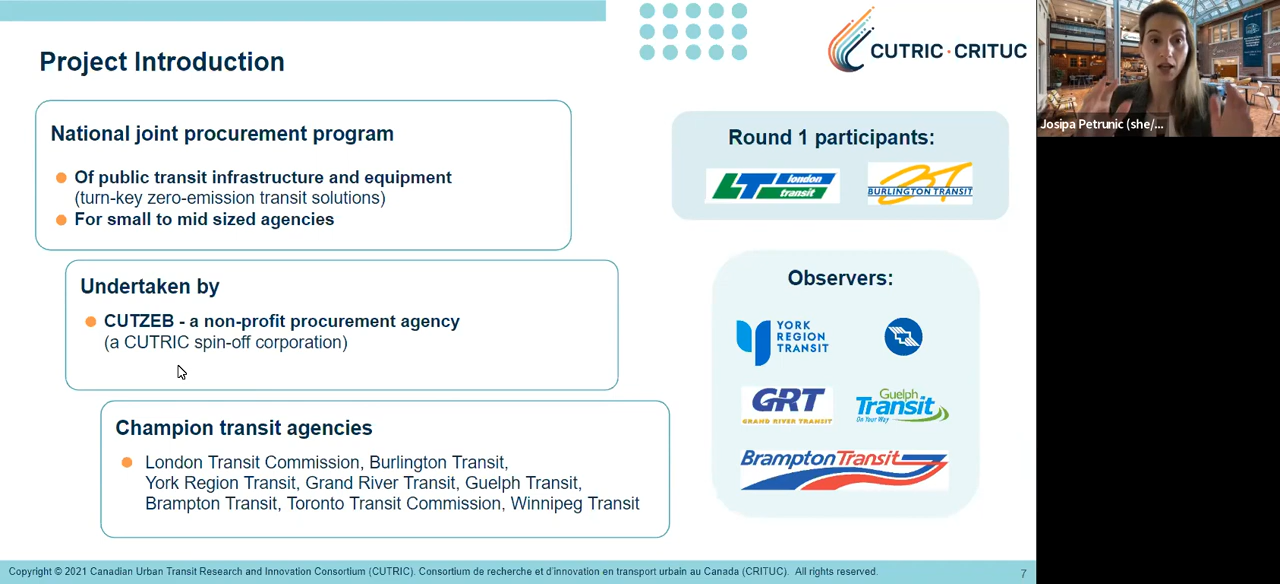 Project Introduction
CUTRIC · CRITUC
National joint procurement program
Of public transit infrastructure and equipment
(turn-key zero-emission transit solutions)
For small to mid sized agencies
Undertaken by
CUTZEB - a non-profit procurement agency
(a CUTRIC spin-off corporation)
Champion transit agencies
London Transit Commission, Burlington Transit,
York Region Transit, Grand River Transit, Guelph Transit,
Brampton Transit, Toronto Transit Commission, Winnipeg Transit
Round 1 participants:
LT london
transit
BT
BURLINGTON TRANSIT
Observers:
YORK
REGION
TRANSIT
GRT
GRAND RIVER TRANSIT
Guelph
Transit
On Your Way
Brampton Transit
Josipa Petrunic (she/...
Copyright © 2021 Canadian Urban Transit Research and Innovation Consortium (CUTRIC). Consortium de recherche et d'innovation en transport urbain au Canada (CRITUC). All rights reserved.
7